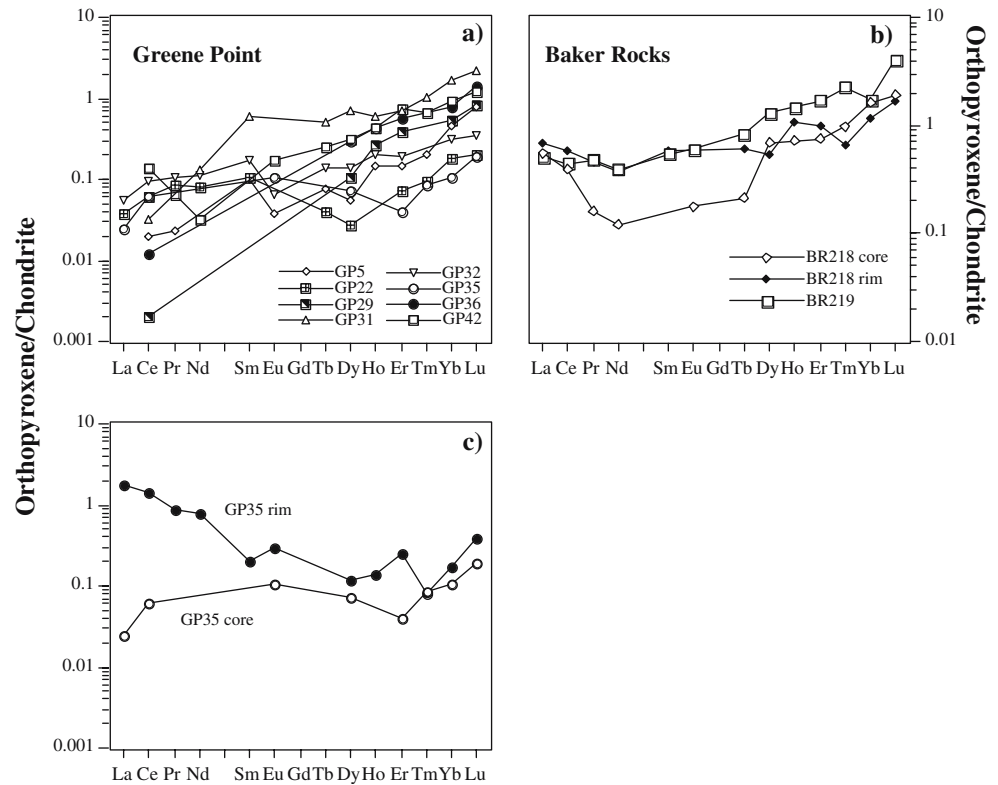 a)
Greene Point
10
1
0.1
0.01
0.001
GP5
GP22
GP29
GP31
GP32
GP35
GP36
GP42
La Ce Pr Nd Sm Eu Gd Tb Dy Ho Er Tm Yb Lu
Orthopyroxene/Chondrite
b)
Baker Rocks
10
1
0.1
0.01
BR218 core
BR218 rim
BR219
La Ce Pr Nd Sm Eu Gd Tb Dy Ho Er Tm Yb Lu
Orthopyroxene/Chondrite
c)
10
1
0.1
0.01
0.001
GP35 rim
GP35 core
La Ce Pr Nd Sm Eu Gd Tb Dy Ho Er Tm Yb Lu